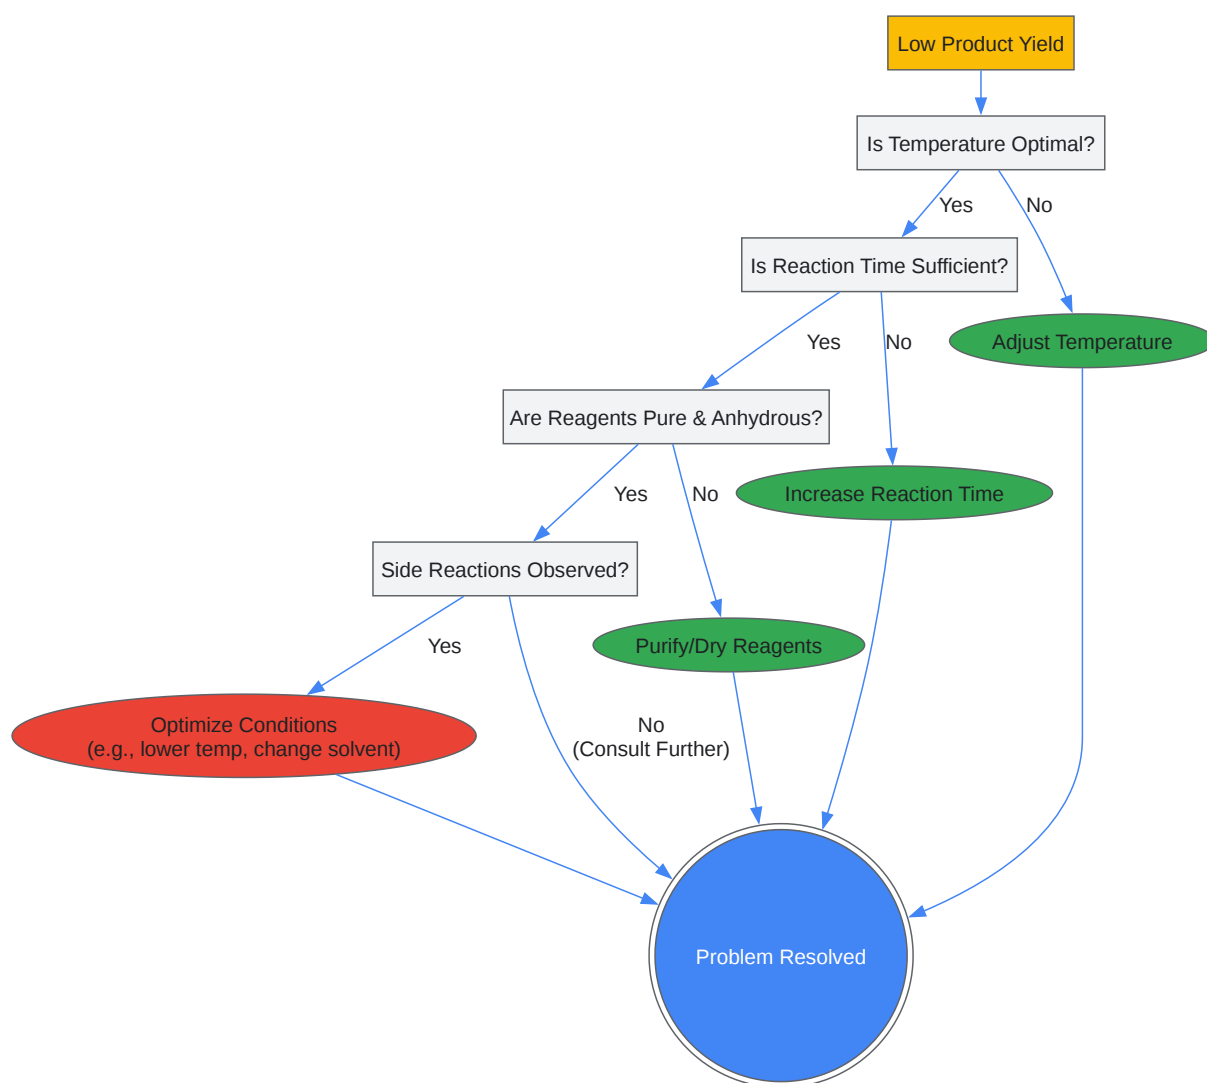 Low Product Yield
Is Temperature Optimal?
Yes
No
Is Reaction Time Sufficient?
Yes
No
Adjust Temperature
Are Reagents Pure & Anhydrous?
Yes
No
Increase Reaction Time
Side Reactions Observed?
Yes
Purify/Dry Reagents
Optimize Conditions
(e.g., lower temp, change solvent)
No
(Consult Further)
Problem Resolved